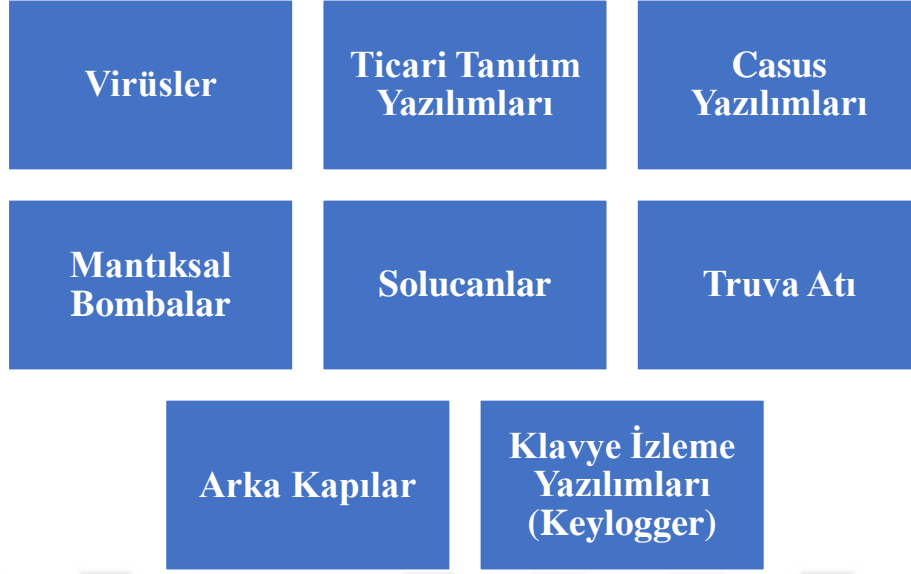 Virüsler
Ticari Tanıtım
Yazılımları
Casus
Yazılımları
Mantıksal
Bombalar
Solucanlar
Truva Atı
Arka Kapılar
Klavye İzleme
Yazılımları
(Keylogger)